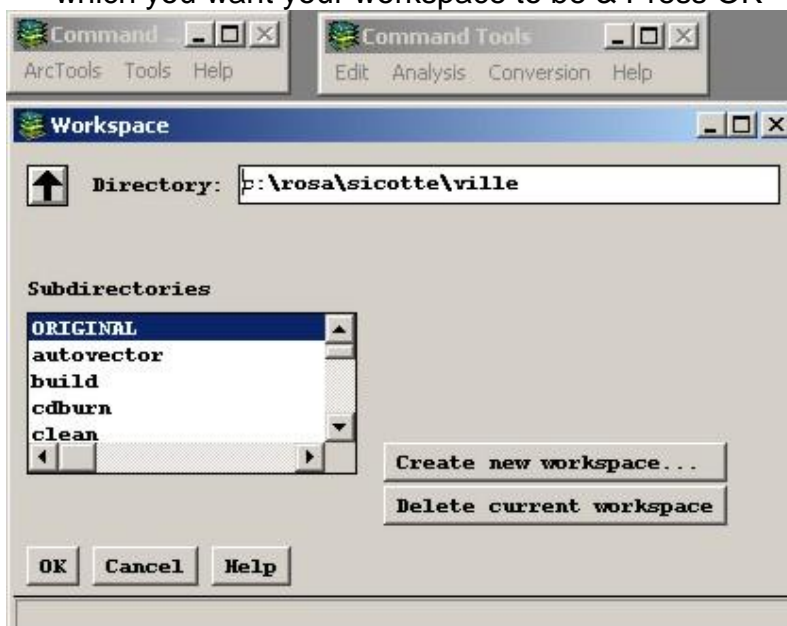 which you want your workspace to be & Press OK
Command ...
Command Tools
ArcTools Tools Help
Edit Analysis Conversion Help
Workspace
Directory: p:\rosa\sicotte\ville
Subdirectories
ORIGINAL
autovector
build
cdburn
clean
Create new workspace...
Delete current workspace
OK Cancel Help